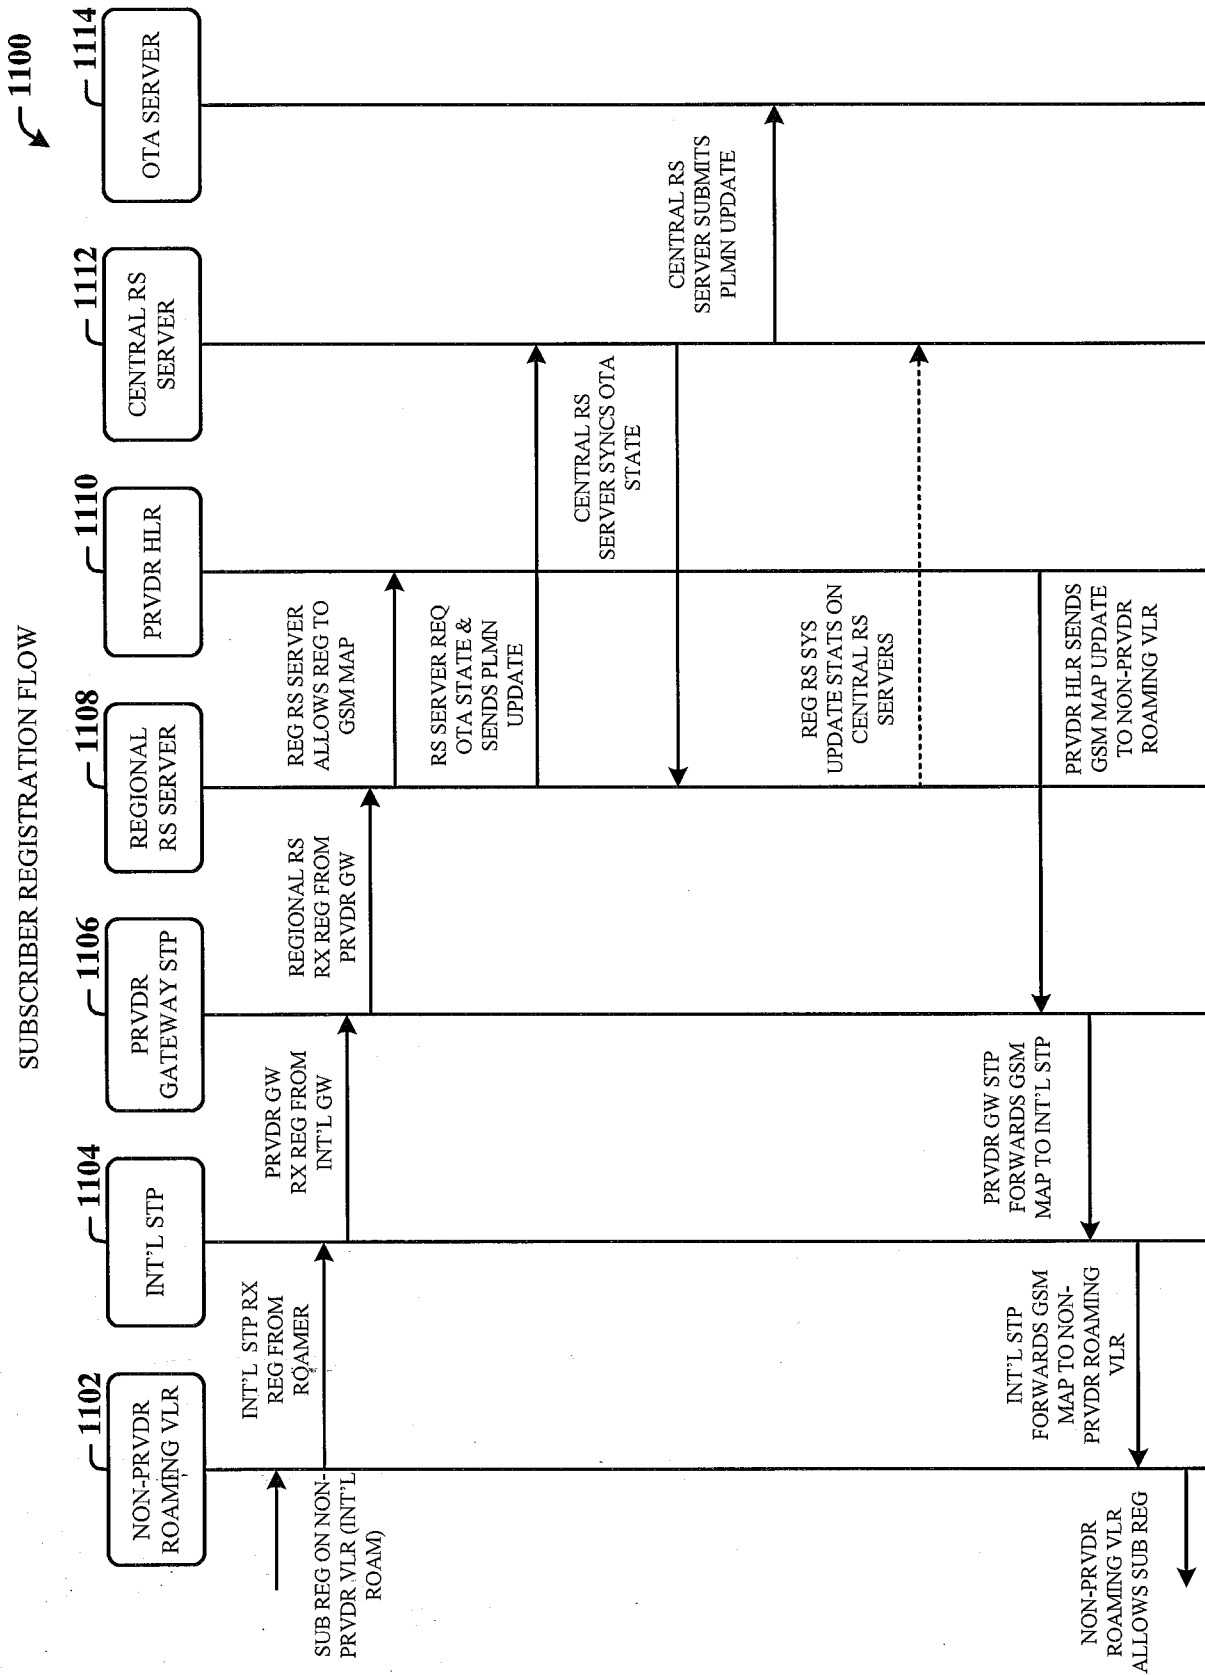 SUBSCRIBER REGISTRATION FLOW
1100
1102
NON-PRVDR
ROAMING VLR
1104
INT'L STP
1106
PRVDR
GATEWAY STP
1108
REGIONAL
RS SERVER
1110
PRVDR HLR
1112
CENTRAL RS
SERVER
1114
OTA SERVER
SUB REG ON NON-
PRVDR VLR (INT'L
ROAM)
INT'L STP RX
REG FROM
ROAMER
PRVDR GW
RX REG FROM
INT'L GW
REGIONAL RS
RX REG FROM
PRVDR GW
REG RS SERVER
ALLOWS REG TO
GSM MAP
RS SERVER REQ
OTA STATE &
SENDS PLMN
UPDATE
CENTRAL RS
SERVER SYNCS OTA
STATE
CENTRAL RS
SERVER SUBMITS
PLMN UPDATE
REG RS SYS
UPDATE STATS ON
CENTRAL RS
SERVERS
PRVDR HLR SENDS
GSM MAP UPDATE
TO NON-PRVDR
ROAMING VLR
PRVDR GW STP
FORWARDS GSM
MAP TO INT'L STP
INT'L STP
FORWARDS GSM
MAP TO NON-
PRVDR ROAMING
VLR
NON-PRVDR
ROAMING VLR
ALLOWS SUB REG